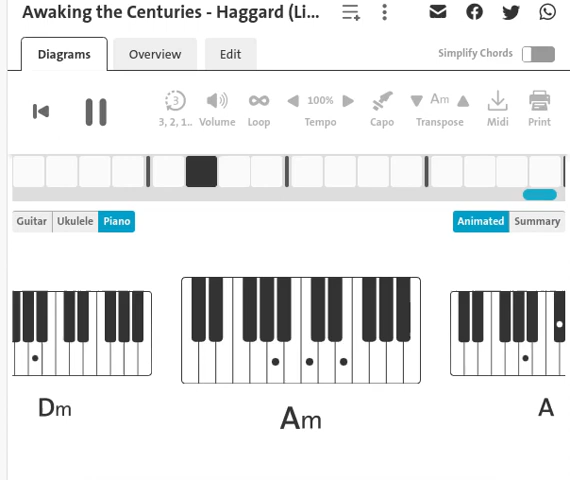 Awaking the Centuries - Haggard (Li...
Diagrams Overview Edit Simplify Chords
3 100% Am
3, 2, 1.. Volume Loop Tempo Capo Transpose Midi Print
Guitar Ukulele Piano Animated Summary
Dm Am A